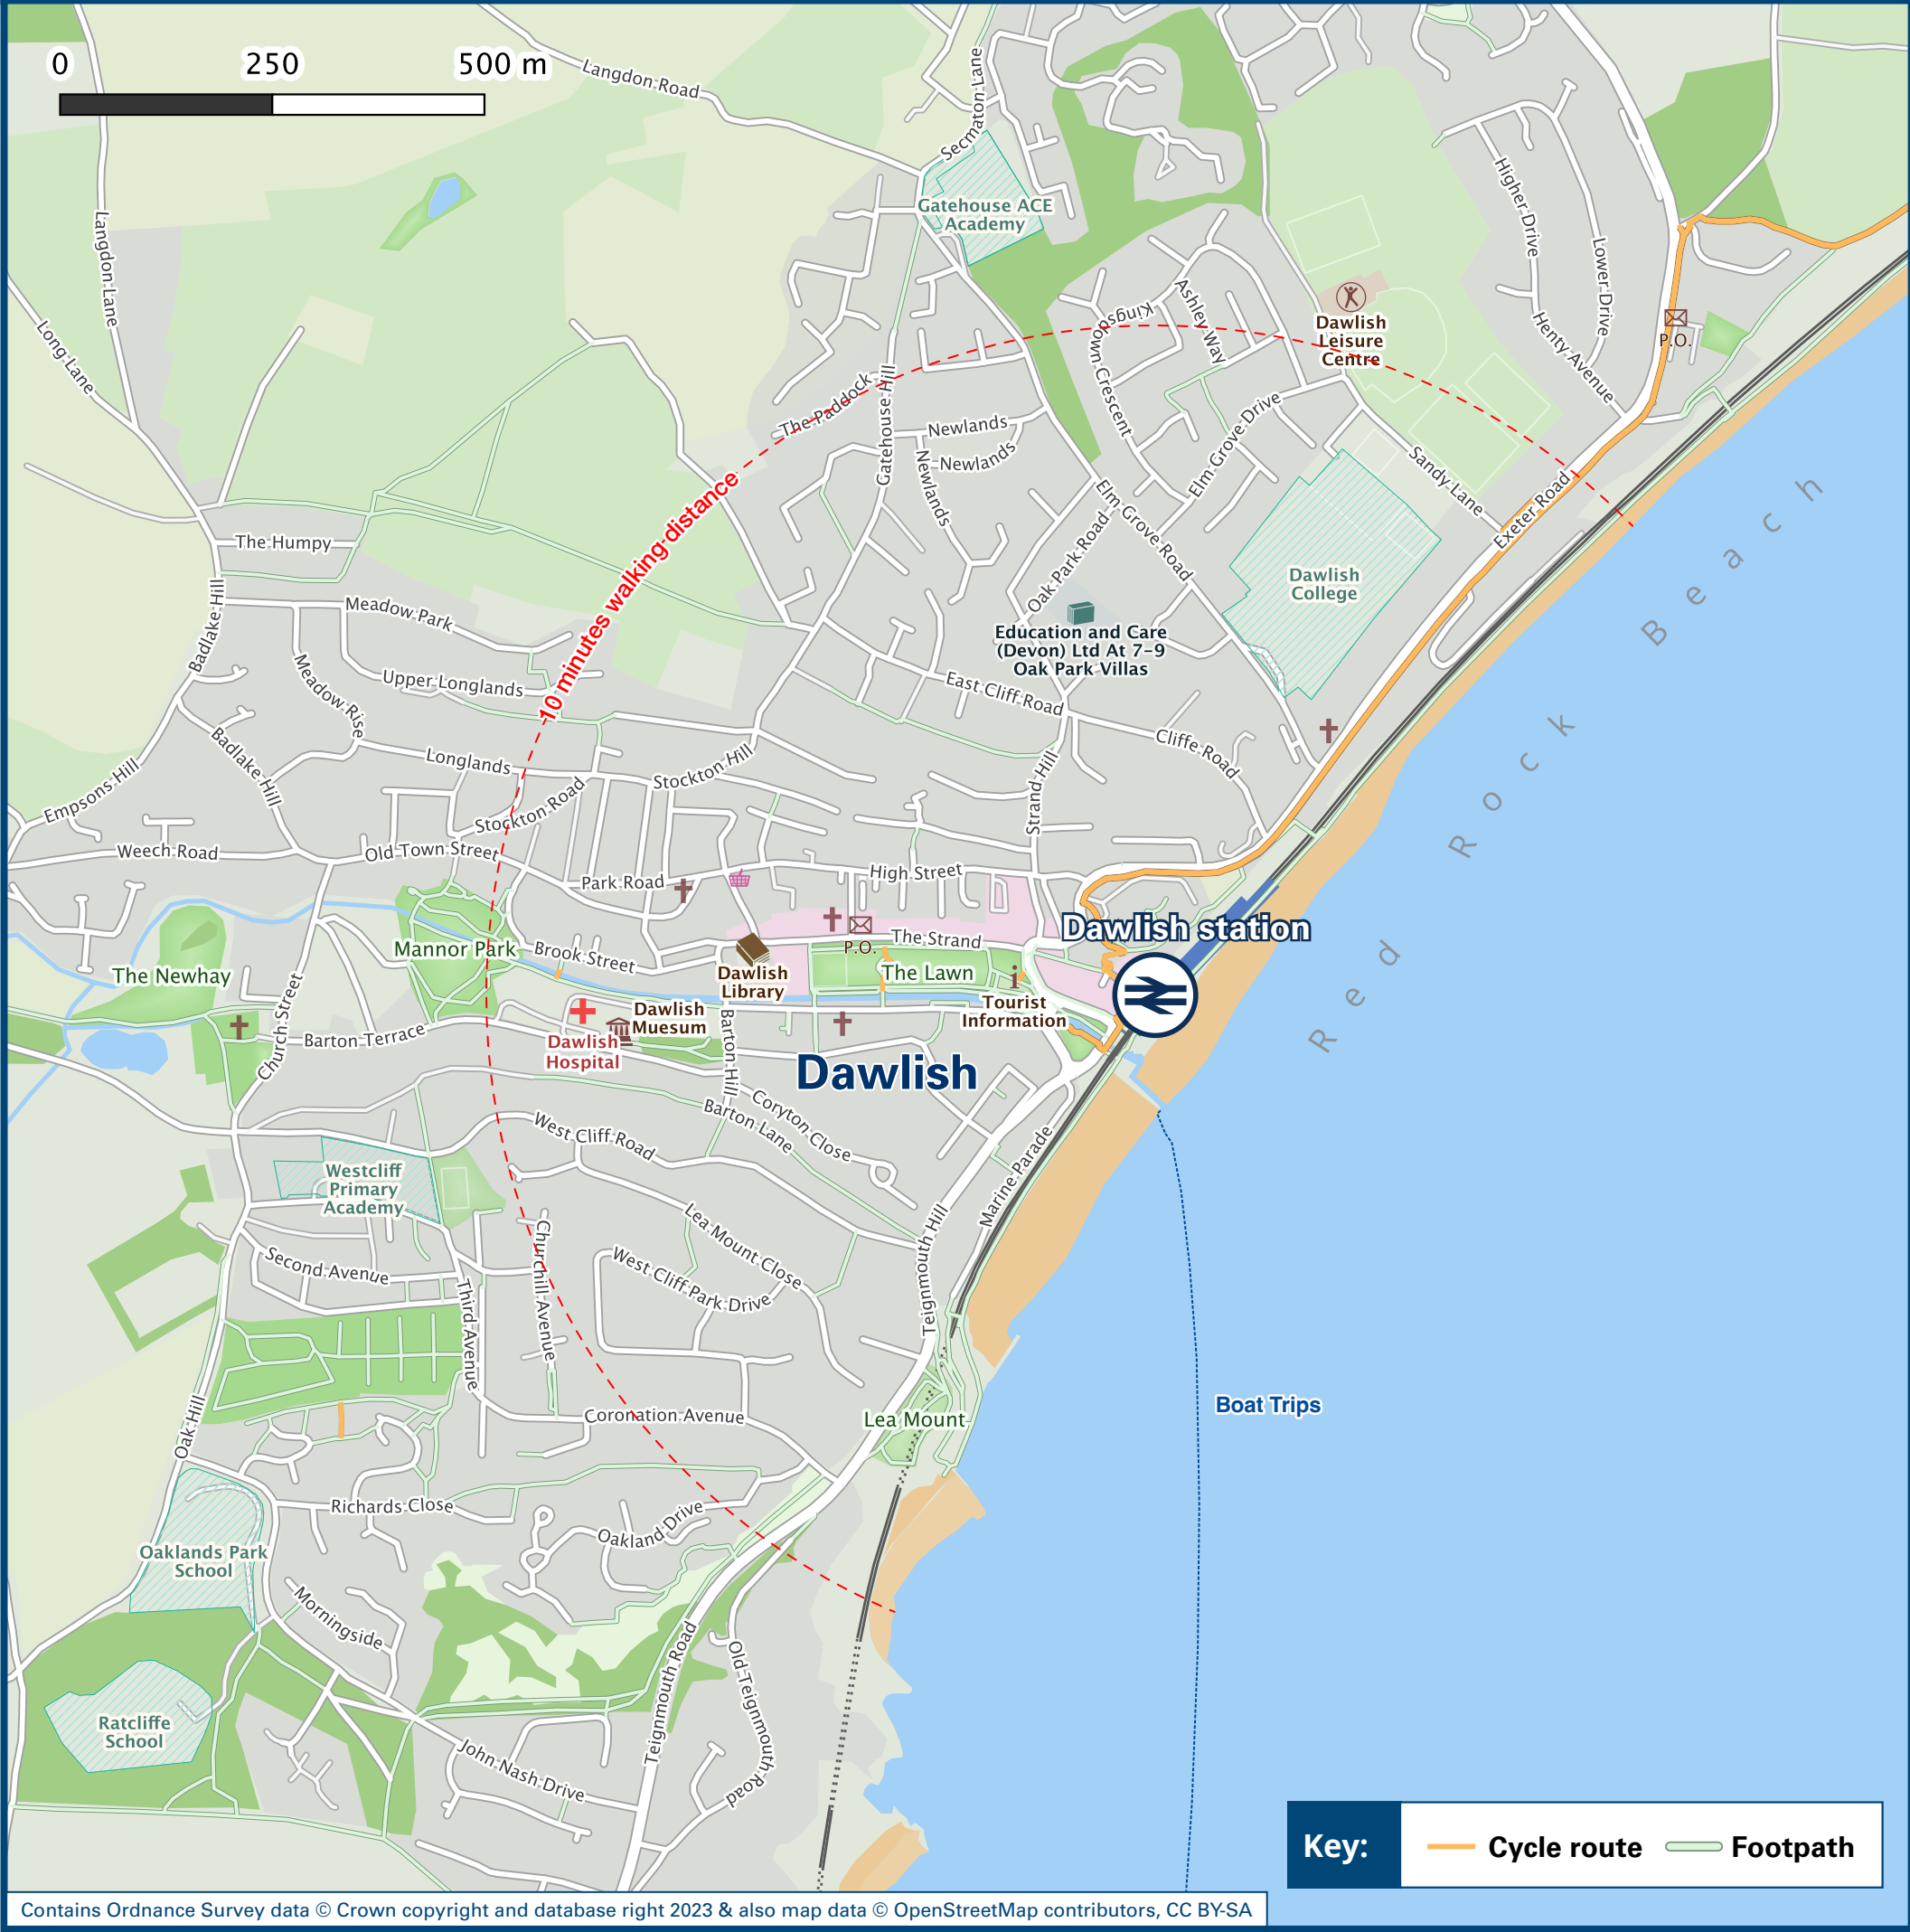 0 250 500 m
Langdon Road
Secmaton Lane
Langdon Lane
Long Lane
Gatehouse ACE
Academy
Higher Drive
Lower Drive
Henty Avenue
Kingsdown Crescent
Ashley Way
Dawlish
Leisure
Centre
P.O.
The Paddock
Gatehouse Hill
Newlands
Newlands
Newlands
Elm Grove Drive
Sandy Lane
Exeter Road
Elm Grove Road
Oak Park Road
10 minutes walking distance
The Humpy
Badlake Hill
Meadow Park
Meadow Rise
Upper Longlands
Dawlish
College
Education and Care
(Devon) Ltd At 7-9
Oak Park Villas
East Cliff Road
Cliffe Road
Red Rock Beach
Badlake Hill
Longlands
Stockton Hill
Strand Hill
Empsons Hill
Stockton Road
Weech Road
Old Town Street
Park Road
High Street
Dawlish station
Mannor Park
Brook Street
P.O.
The Strand
The Newhay
Dawlish
Library
The Lawn
Tourist
Information
Church Street
Barton Terrace
Dawlish
Muesum
Dawlish
Hospital
Barton Hill
Dawlish
Coryton Close
Barton Lane
West Cliff Road
Marine Parade
Westcliff
Primary
Academy
Lea Mount Close
Teignmouth Hill
Second Avenue
Churchill Avenue
West Cliff Park Drive
Third Avenue
Boat Trips
Oak Hill
Coronation Avenue
Lea Mount
Richards Close
Oakland Drive
Oaklands Park
School
Morningside
Teignmouth Road
Old Teignmouth Road
Ratcliffe
School
John Nash Drive
Key: Cycle route Footpath
Contains Ordnance Survey data © Crown copyright and database right 2023 & also map data © OpenStreetMap contributors, CC BY-SA